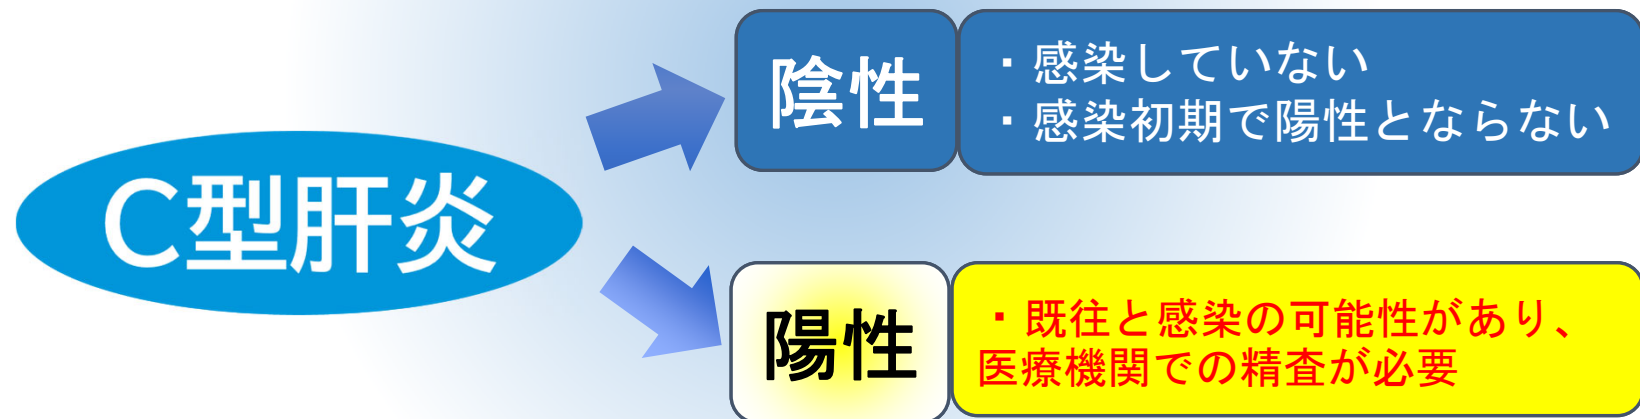 C型肝炎
陰性
・感染していない
・感染初期で陽性とならない
陽性
・既往と感染の可能性があり、
医療機関での精査が必要